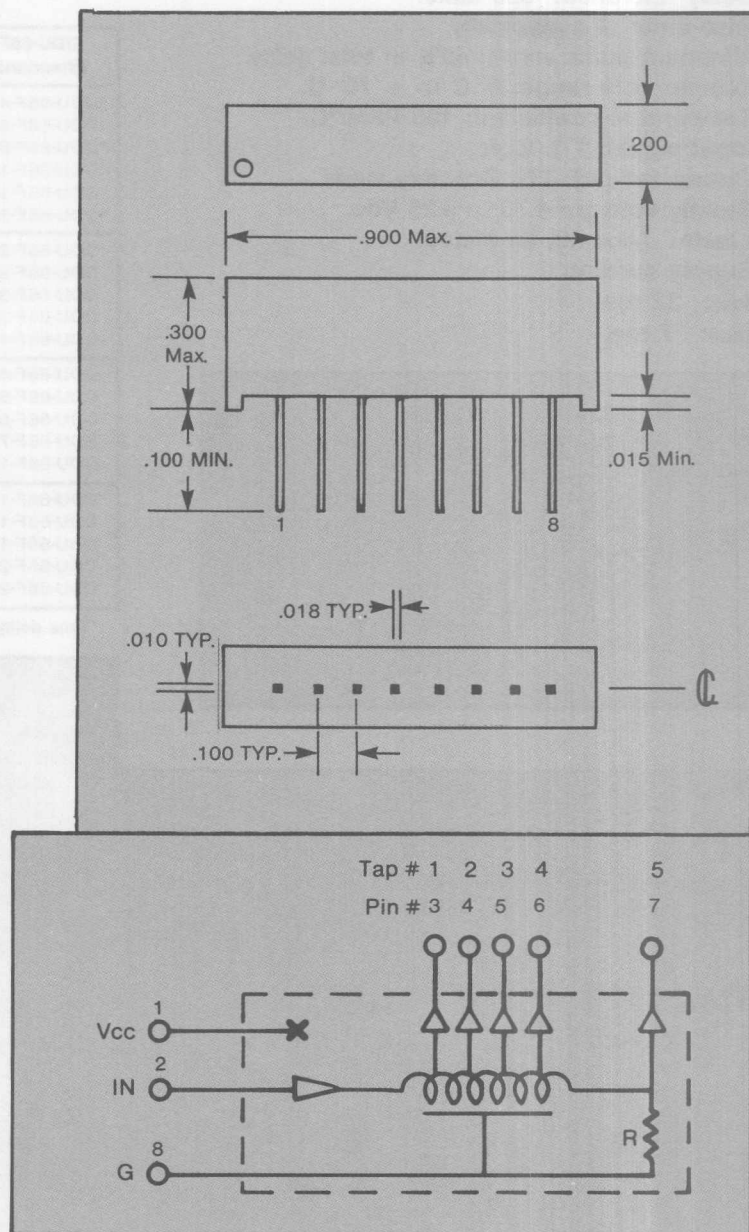 .200
.900 Max.
.300
Max.
.100 MIN.
.015 Min.
1 8
.018 TYP.
.010 TYP.
℄
.100 TYP.
Tap # 1 2 3 4 5
Pin # 3 4 5 6 7
1
Vcc
2
IN
8
G
R